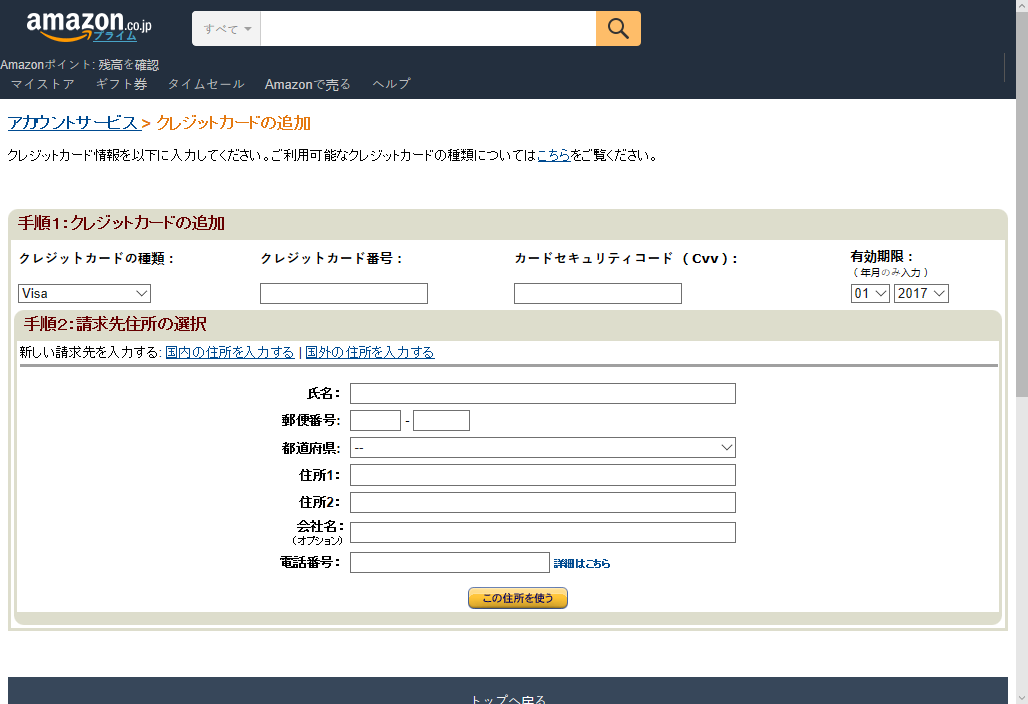 amazon.co.jp
プライム
すべて
Amazonポイント: 残高を確認
マイストア ギフト券 タイムセール Amazonで売る ヘルプ
アカウントサービス > クレジットカードの追加
クレジットカード情報を以下に入力してください。ご利用可能なクレジットカードの種類についてはこちらをご覧ください。
手順1：クレジットカードの追加
クレジットカードの種類： クレジットカード番号： カードセキュリティコード （Cvv）： 有効期限：
（年月のみ入力）
Visa 01 2017
手順2：請求先住所の選択
新しい請求先を入力する: 国内の住所を入力する | 国外の住所を入力する
氏名：
郵便番号: -
都道府県: --
住所1：
住所2：
会社名：
（オプション）
電話番号： 詳細はこちら
この住所を使う
トップへ戻る